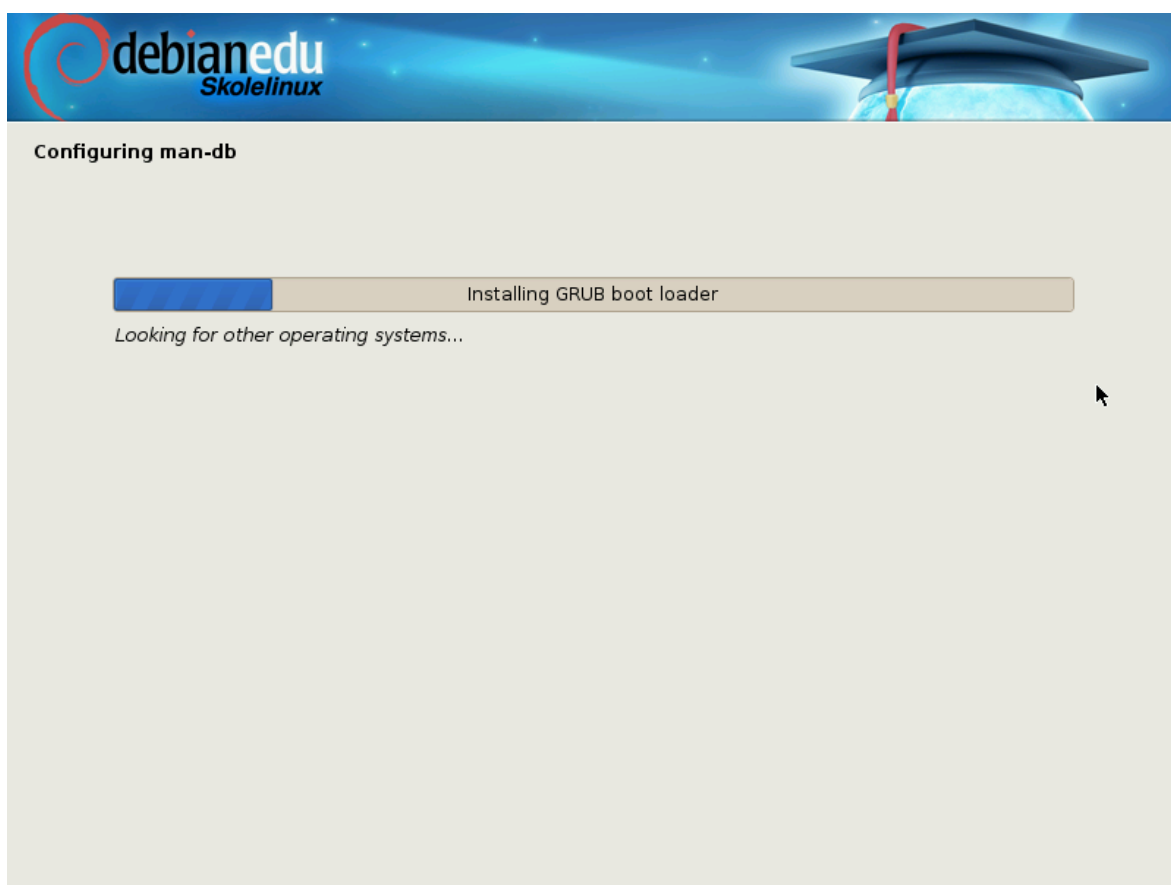 debianedu
Skolelinux
Configuring man-db
Installing GRUB boot loader
Looking for other operating systems...